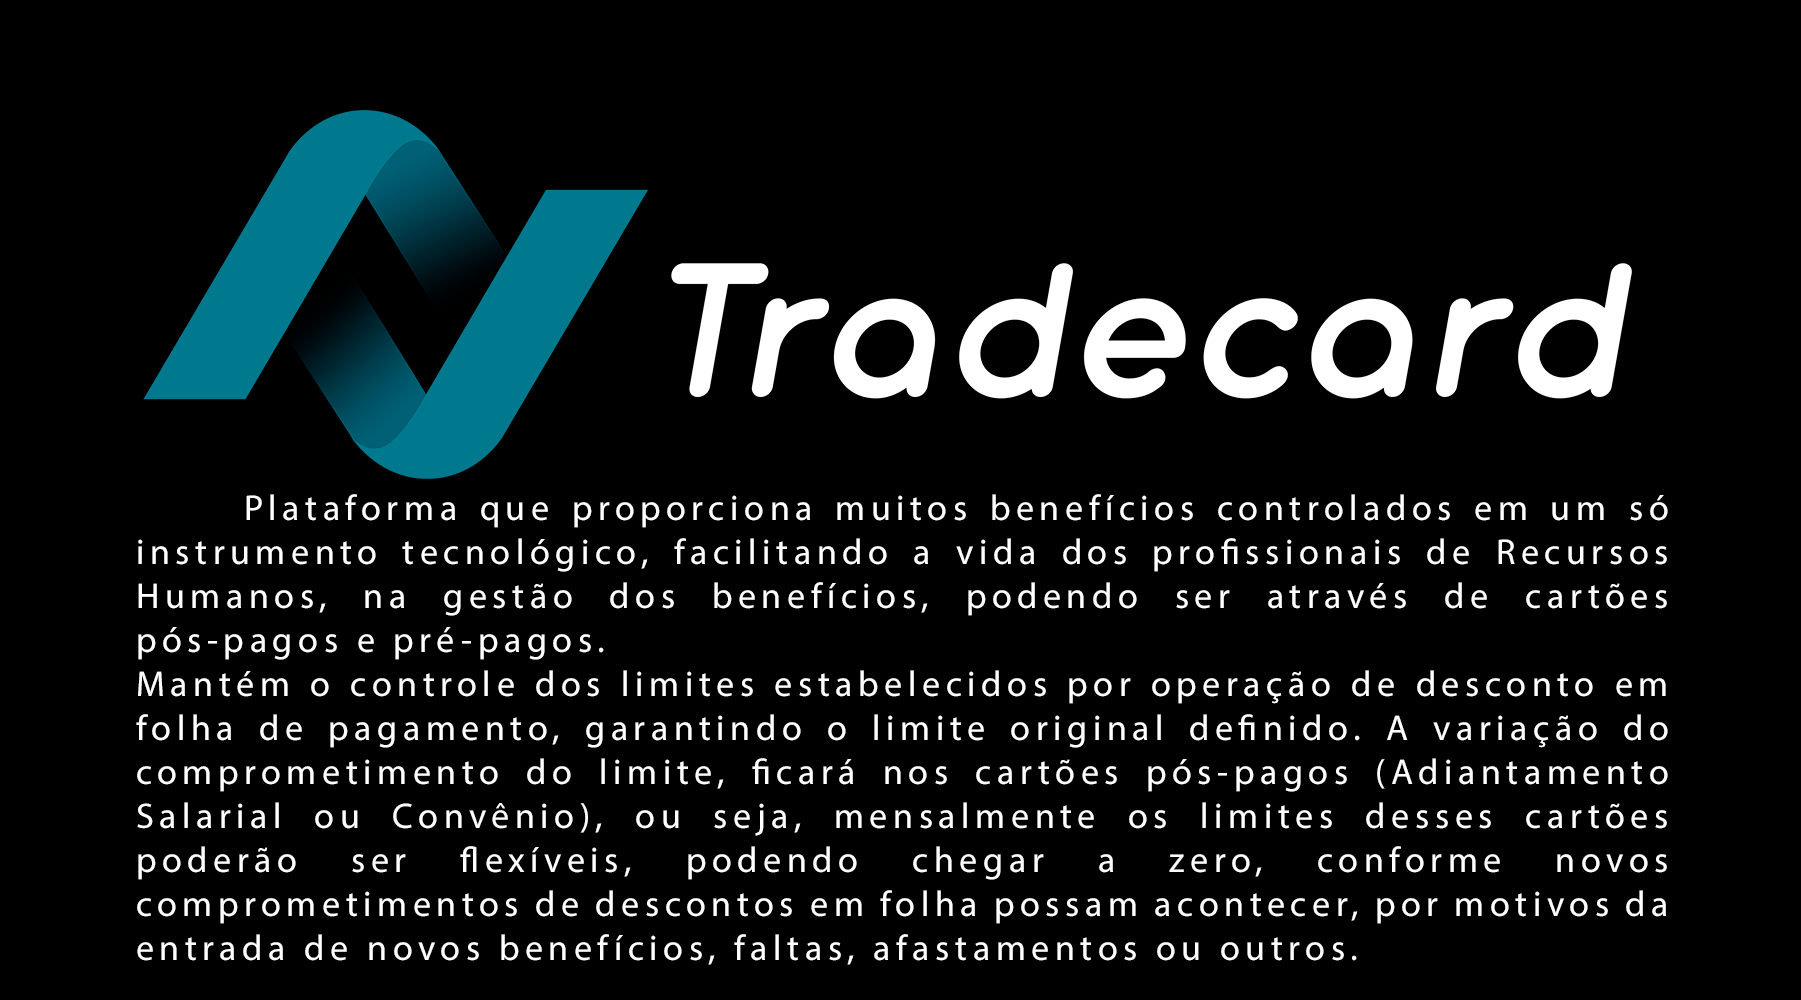 Tradecard
Plataforma que proporciona muitos benefícios controlados em um só
instrumento tecnológico, facilitando a vida dos profissionais de Recursos
Humanos, na gestão dos benefícios, podendo ser através de cartões
pós-pagos e pré-pagos.
Mantém o controle dos limites estabelecidos por operação de desconto em
folha de pagamento, garantindo o limite original definido. A variação do
comprometimento do limite, ficará nos cartões pós-pagos (Adiantamento
Salarial ou Convênio), ou seja, mensalmente os limites desses cartões
poderão ser flexíveis, podendo chegar a zero, conforme novos
comprometimentos de descontos em folha possam acontecer, por motivos da
entrada de novos benefícios, faltas, afastamentos ou outros.